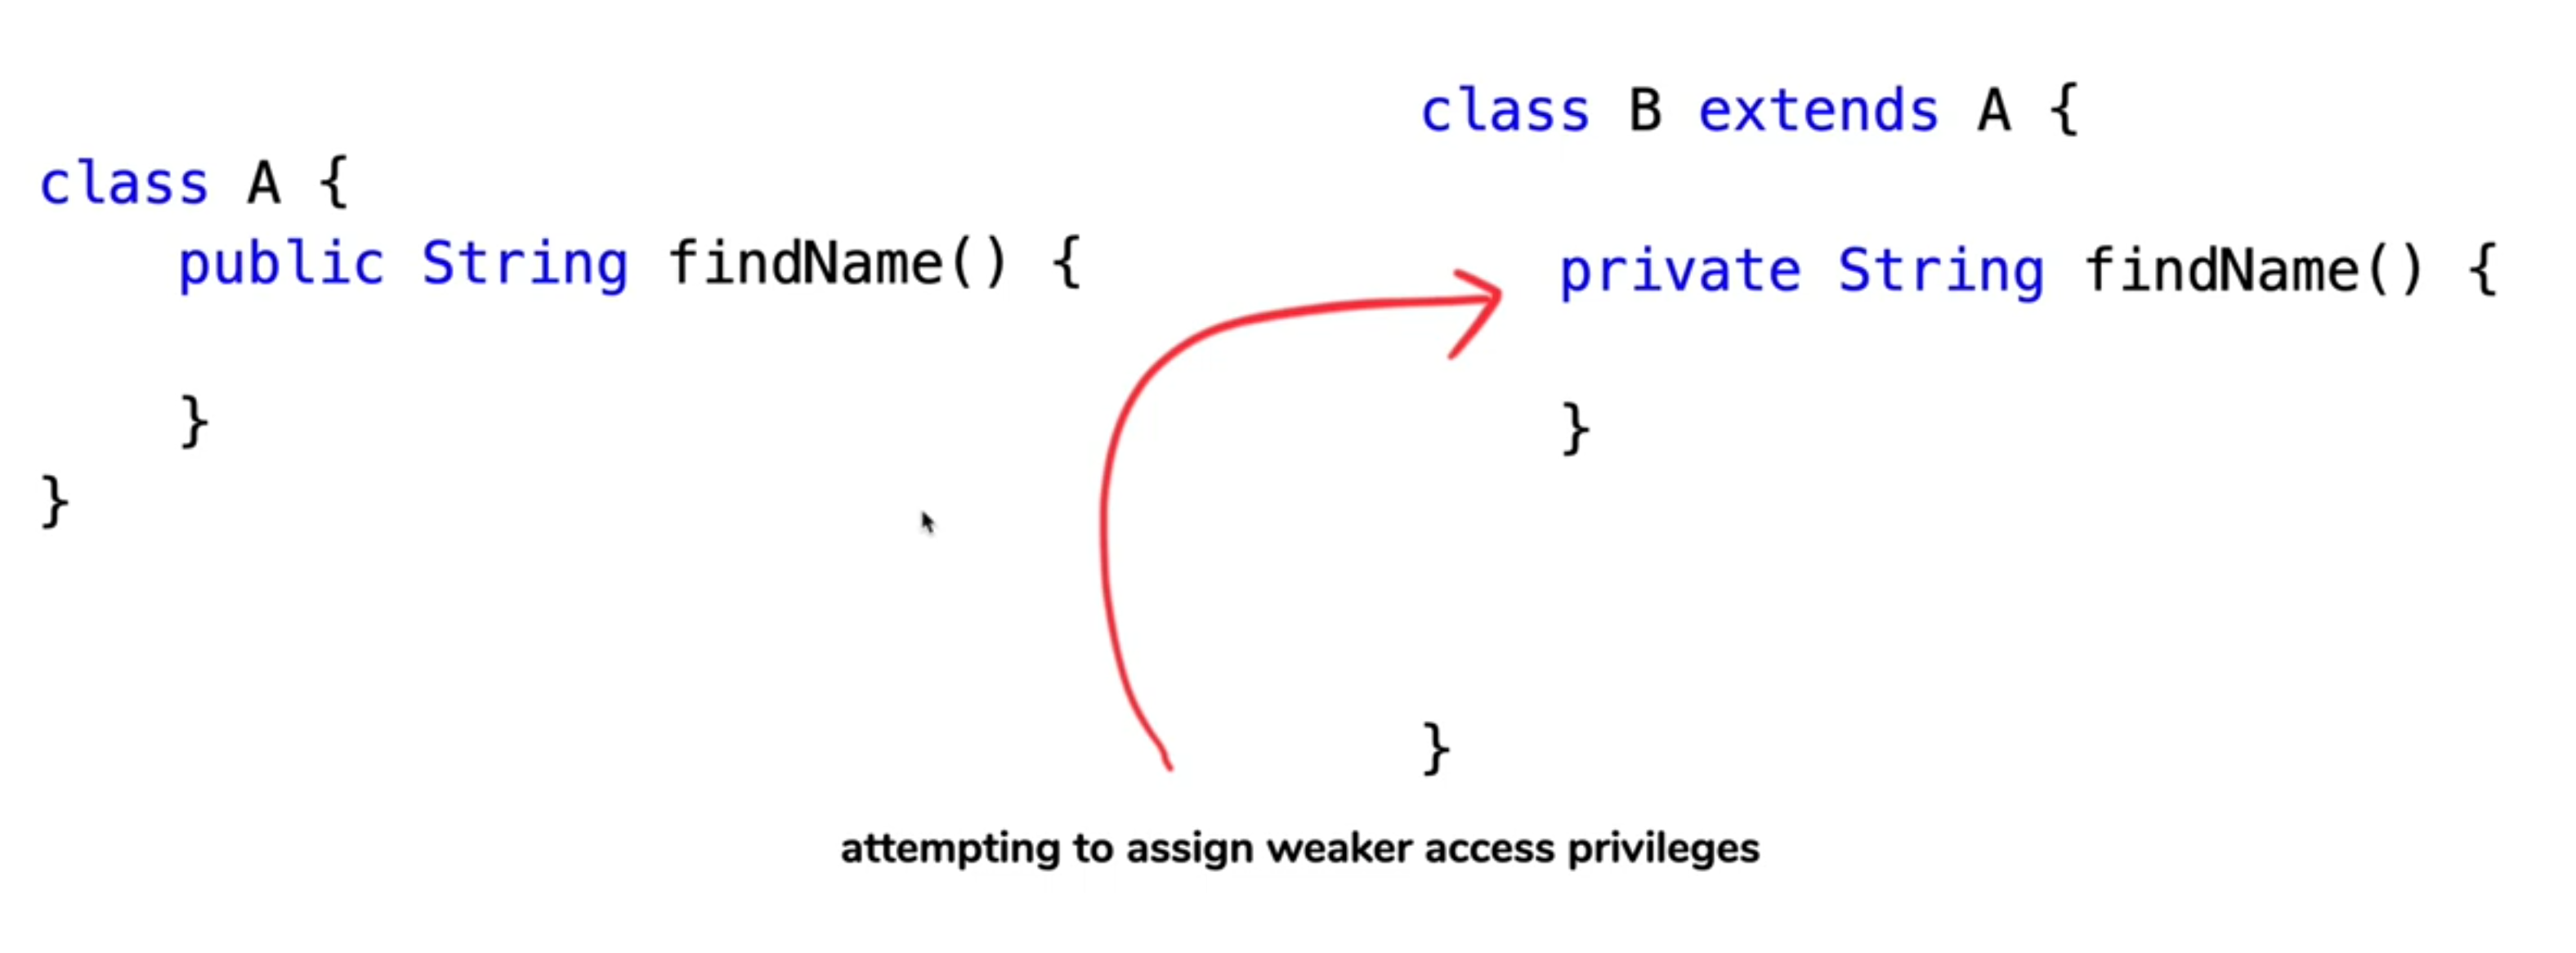 class A {
    public String findName() {

    }
}
class B extends A {

    private String findName() {

    }

}
attempting to assign weaker access privileges